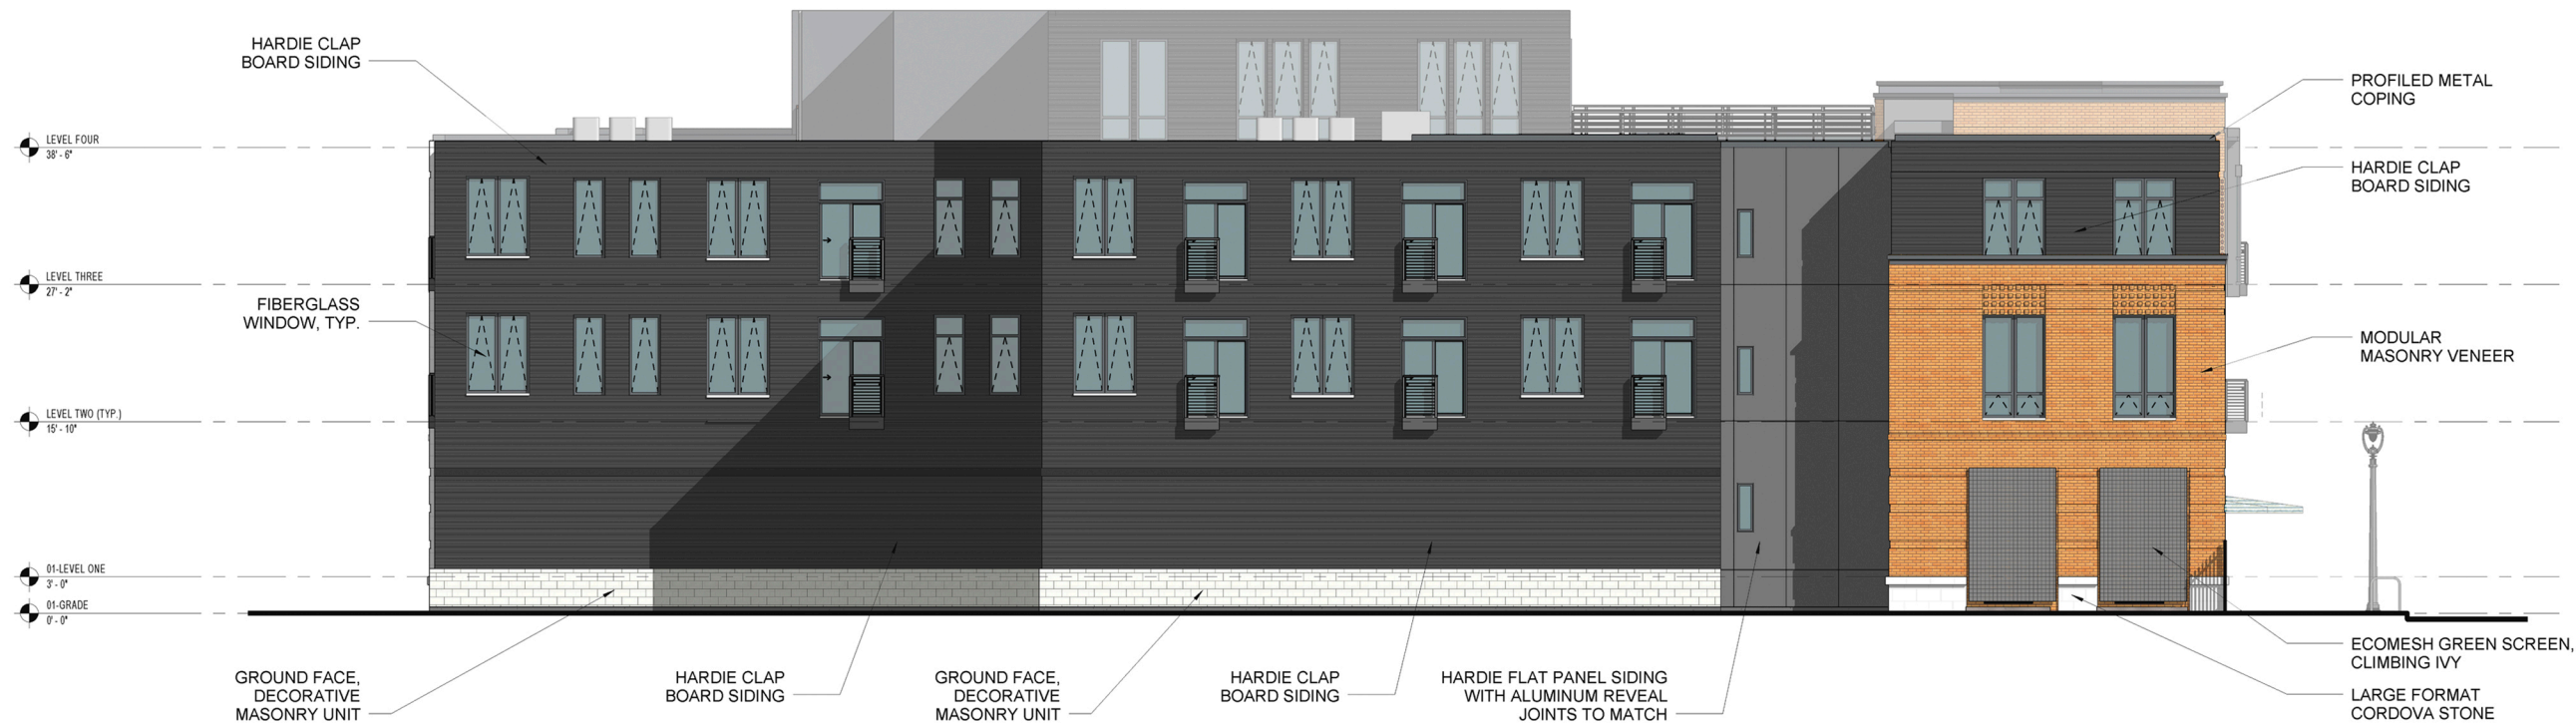 HARDIE CLAP
BOARD SIDING
PROFILED METAL
COPING
LEVEL FOUR
38' - 6"
HARDIE CLAP
BOARD SIDING
LEVEL THREE
27' - 2"
FIBERGLASS
WINDOW, TYP.
MODULAR
MASONRY VENEER
LEVEL TWO (TYP.)
15' - 10"
01-LEVEL ONE
3' - 0"
01-GRADE
0' - 0"
GROUND FACE,
DECORATIVE
MASONRY UNIT
HARDIE CLAP
BOARD SIDING
GROUND FACE,
DECORATIVE
MASONRY UNIT
HARDIE CLAP
BOARD SIDING
HARDIE FLAT PANEL SIDING
WITH ALUMINUM REVEAL
JOINTS TO MATCH
ECOMESH GREEN SCREEN,
CLIMBING IVY
LARGE FORMAT
CORDOVA STONE